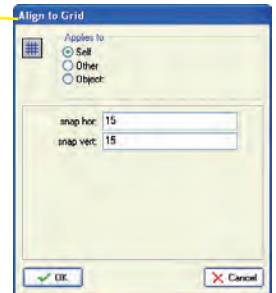 Align to Grid
Applies to
Self
Other
Object:
snap hor: 15
snap vert: 15
OK
Cancel